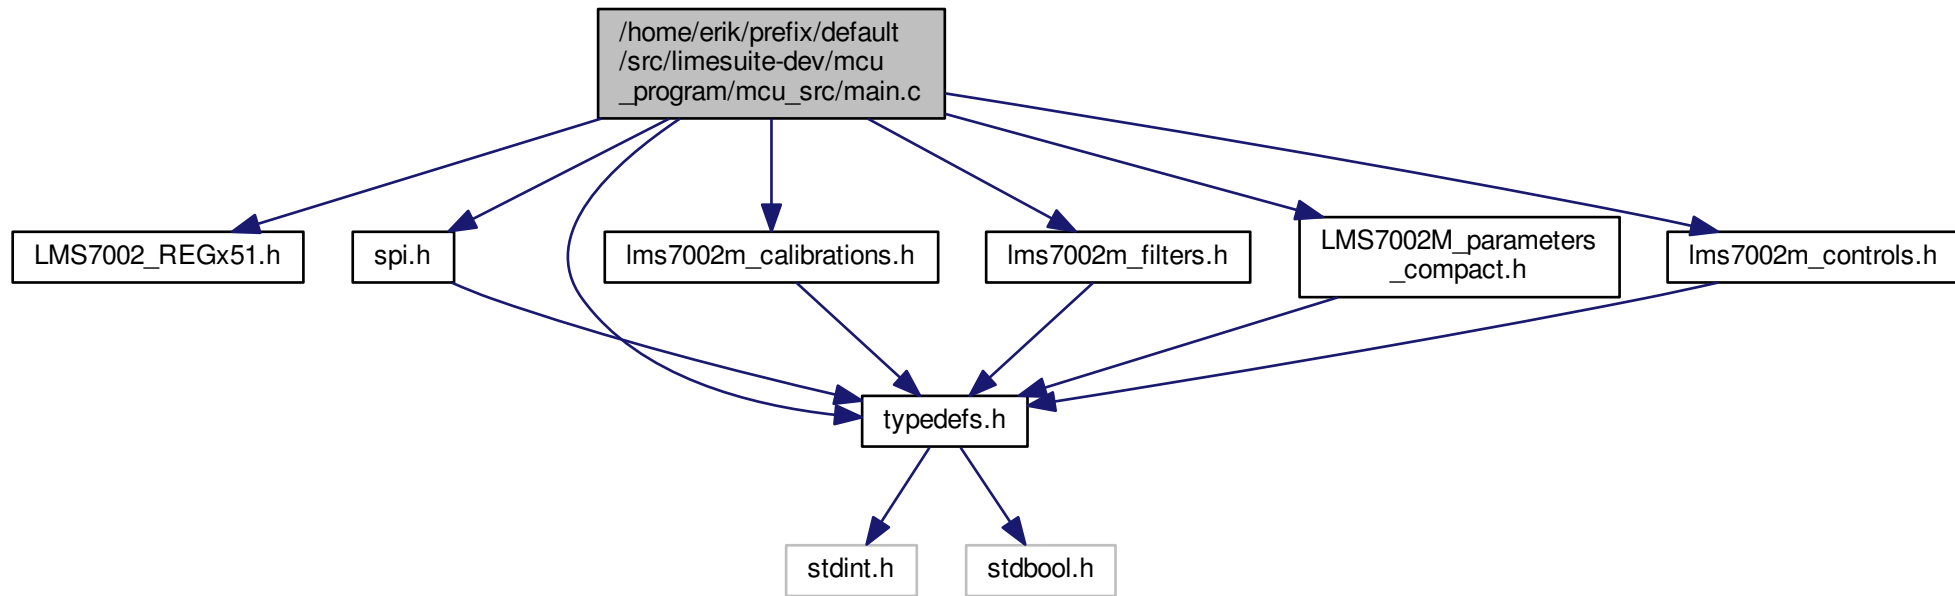 /home/erik/prefix/default
/src/limesuite-dev/mcu
_program/mcu_src/main.c
LMS7002_REGx51.h
spi.h
lms7002m_calibrations.h
lms7002m_filters.h
LMS7002M_parameters
_compact.h
lms7002m_controls.h
typedefs.h
stdint.h
stdbool.h